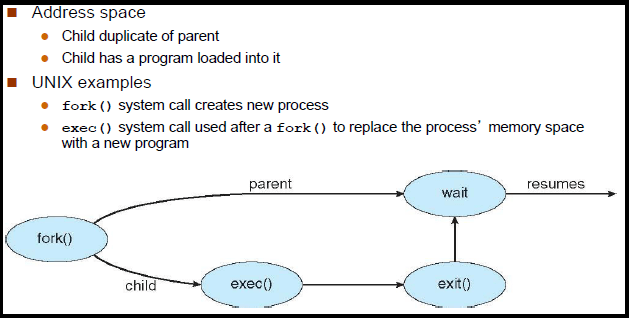 Address space
Child duplicate of parent
Child has a program loaded into it
UNIX examples
fork() system call creates new process
exec() system call used after a fork() to replace the process’ memory space
with a new program
parent
wait
resumes
fork()
child
exec()
exit()